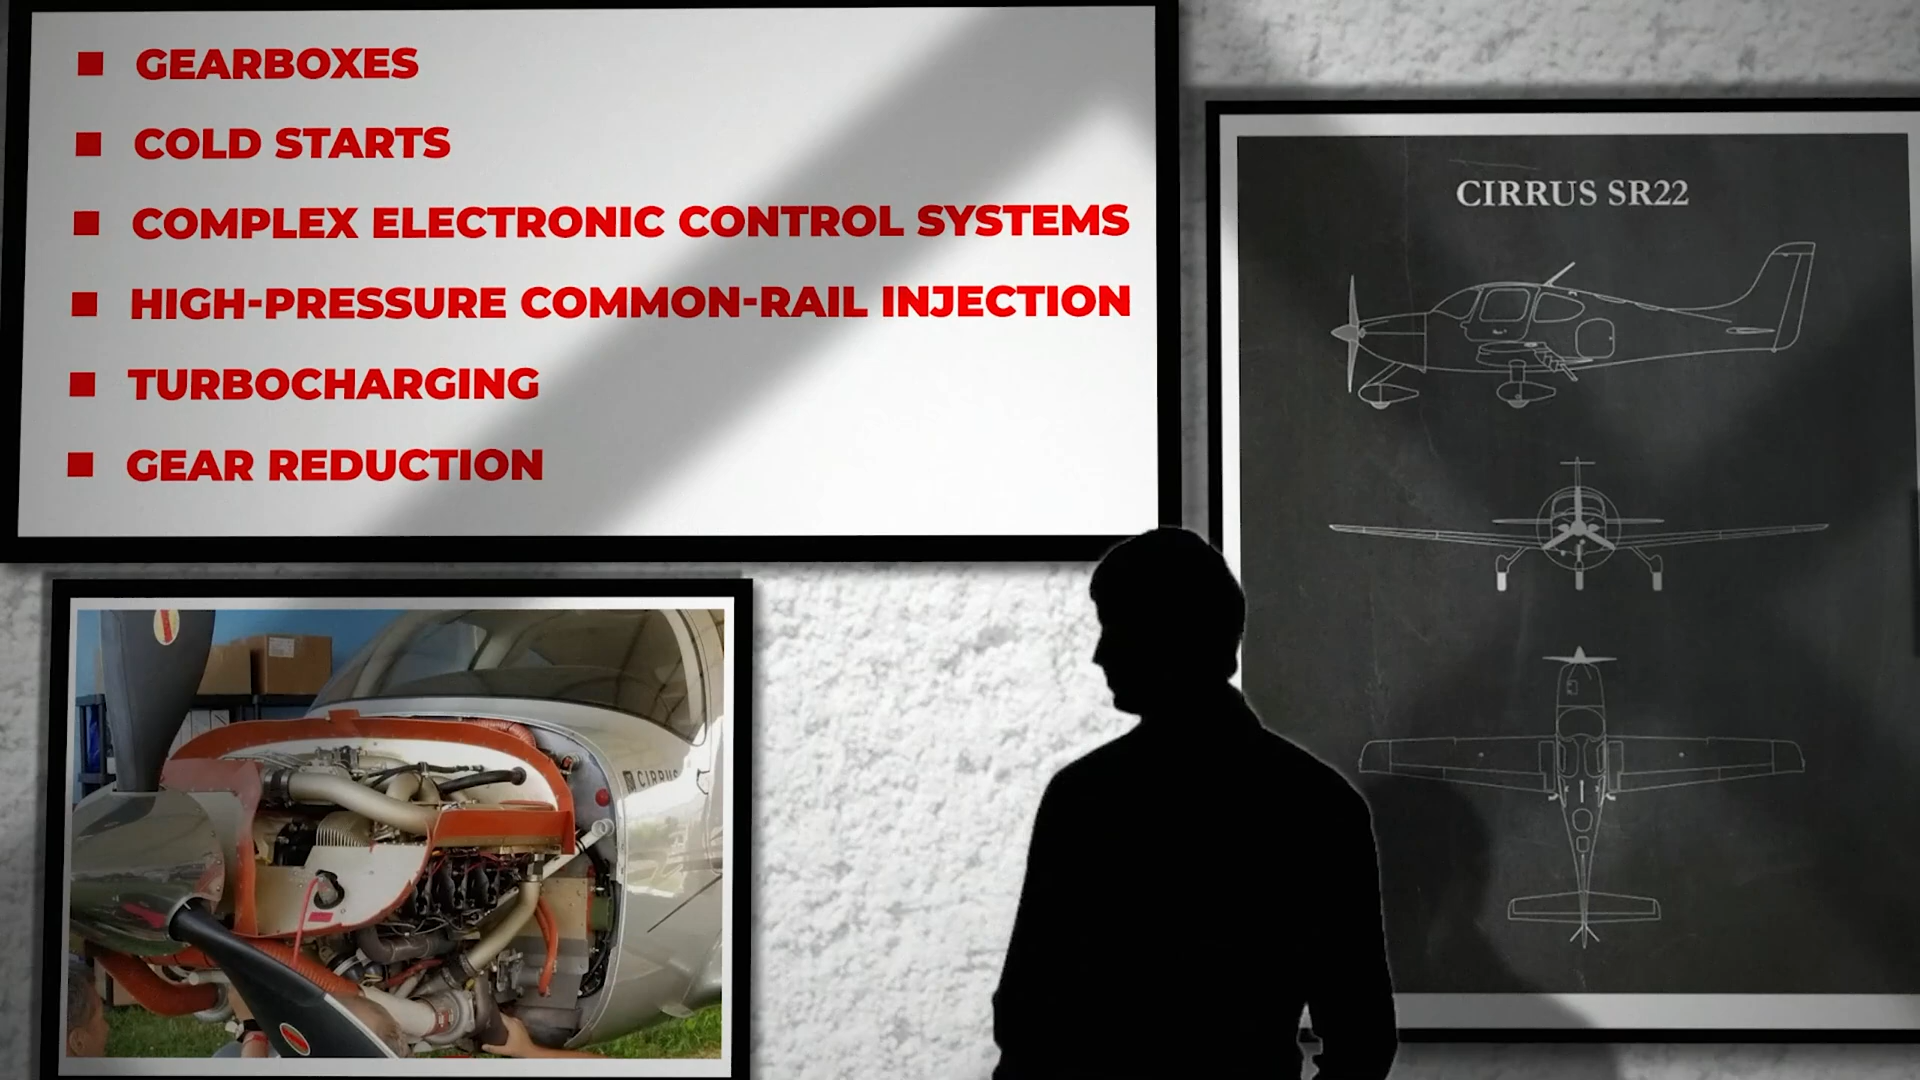 GEARBOXES
COLD STARTS
COMPLEX ELECTRONIC CONTROL SYSTEMS
HIGH-PRESSURE COMMON-RAIL INJECTION
TURBOCHARGING
GEAR REDUCTION
CIRRUS SR22
CIRRUS